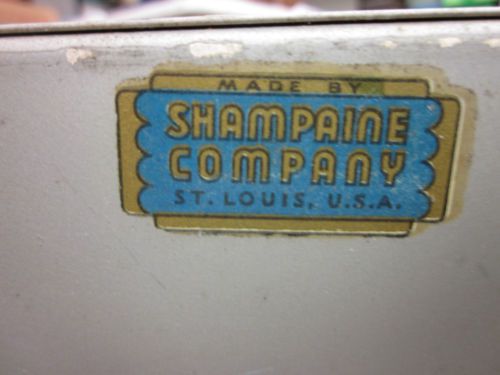 MADE BY
SHAMPAINE
COMPANY
ST. LOUIS, U.S.A.